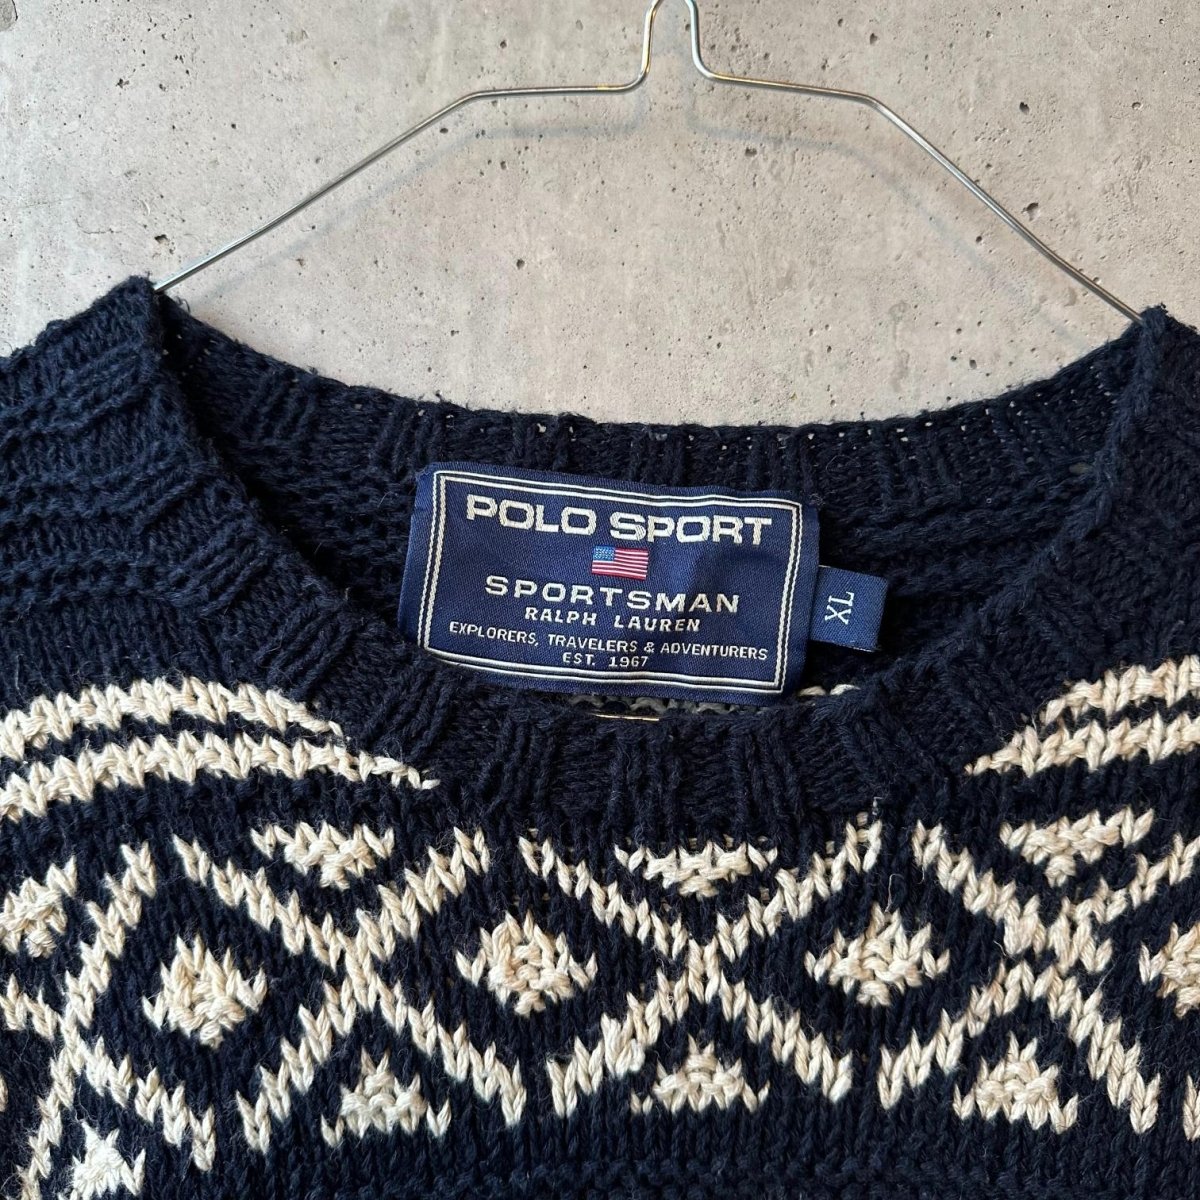 POLO SPORT
SPORTSMAN
RALPH LAUREN
EXPLORERS, TRAVELERS & ADVENTURERS
EST. 1967
XL